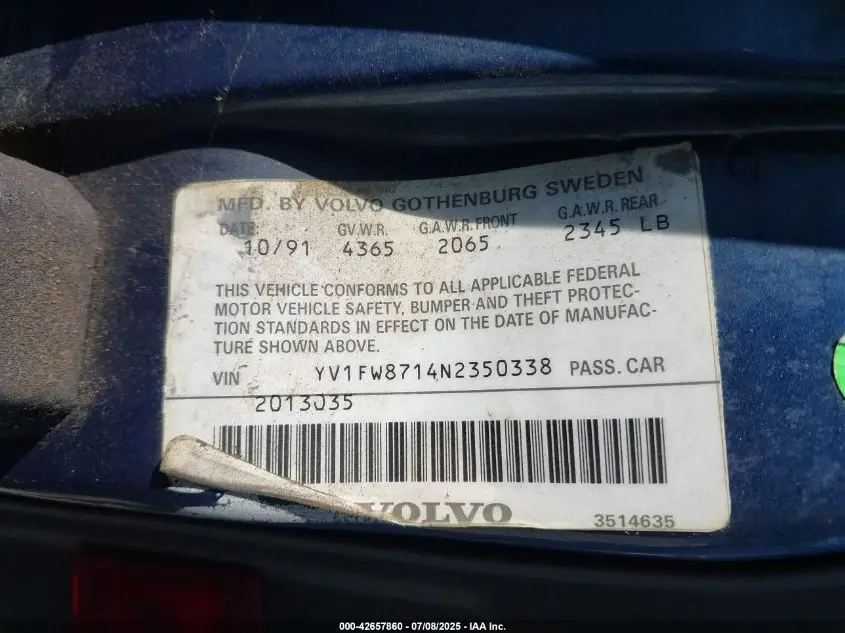 MFD. BY VOLVO GOTHENBURG SWEDEN
DATE: G.V.W.R. G.A.W.R. FRONT G.A.W.R. REAR
10/91 4365 2065 2345 LB
THIS VEHICLE CONFORMS TO ALL APPLICABLE FEDERAL
MOTOR VEHICLE SAFETY, BUMPER AND THEFT PROTEC-
TION STANDARDS IN EFFECT ON THE DATE OF MANUFAC-
TURE SHOWN ABOVE.
VIN YV1FW8714N2350338 PASS. CAR
2013035
VOLVO
3514635
000-42657860 - 07/08/2025 - IAA Inc.